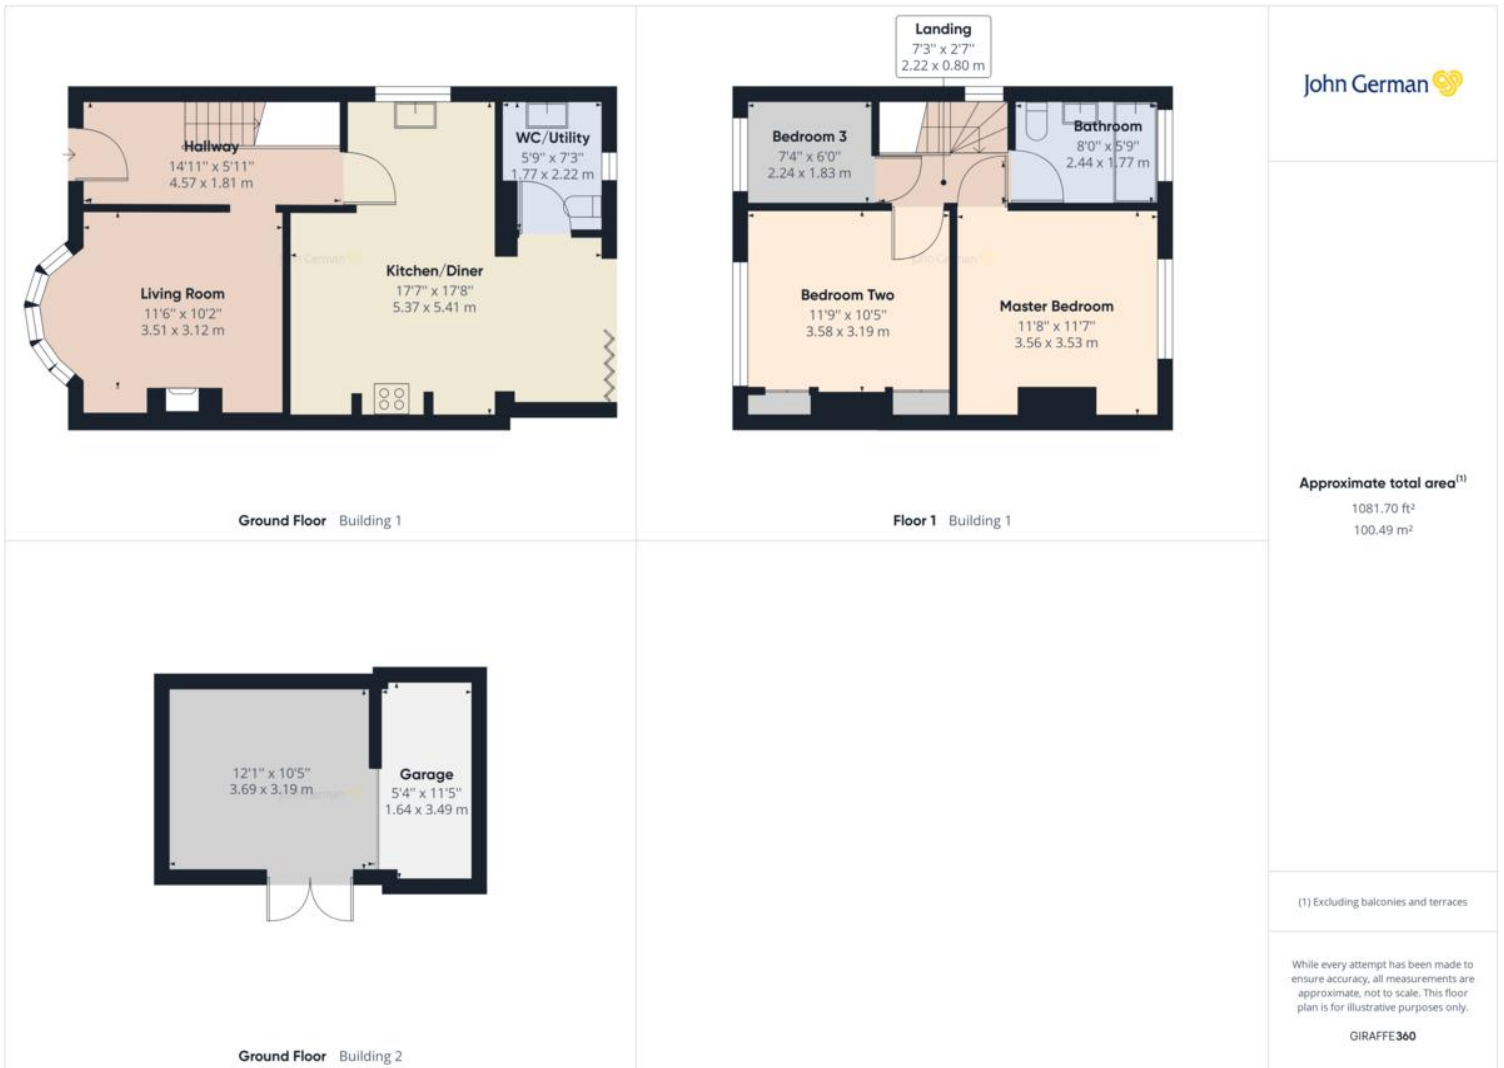 Landing
7'3" x 2'7"
2.22 x 0.80 m
Hallway
14'11" x 5'11"
4.57 x 1.81 m
WC/Utility
5'9" x 7'3"
1.77 x 2.22 m
Kitchen/Diner
17'7" x 17'8"
5.37 x 5.41 m
Living Room
11'6" x 10'2"
3.51 x 3.12 m
John German
Ground Floor Building 1
Bedroom 3
7'4" x 6'0"
2.24 x 1.83 m
Bathroom
8'0" x 5'9"
2.44 x 1.77 m
Bedroom Two
11'9" x 10'5"
3.58 x 3.19 m
Master Bedroom
11'8" x 11'7"
3.56 x 3.53 m
John German
Floor 1 Building 1
12'1" x 10'5"
3.69 x 3.19 m
John German
Garage
5'4" x 11'5"
1.64 x 3.49 m
Ground Floor Building 2
John German
Approximate total area(1)
1081.70 ft²
100.49 m²
(1) Excluding balconies and terraces
While every attempt has been made to
ensure accuracy, all measurements are
approximate, not to scale. This floor
plan is for illustrative purposes only.
GIRAFFE360